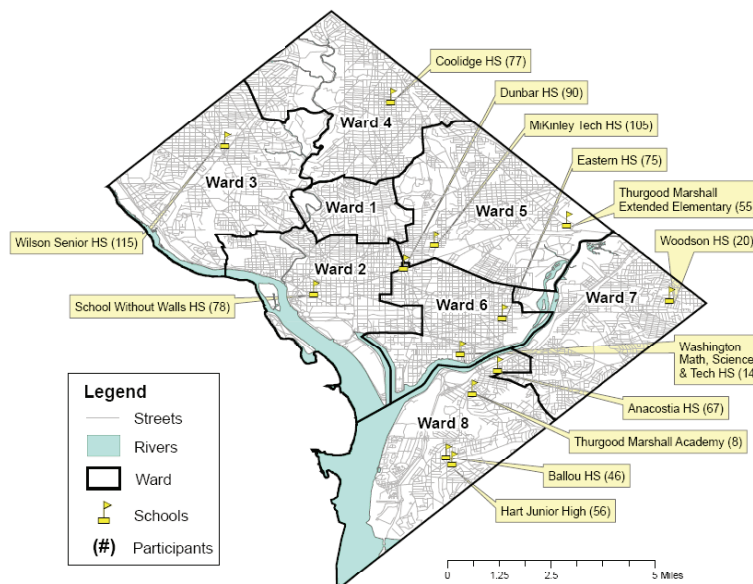 Coolidge HS (77)
Dunbar HS (90)
Ward 4
MiKinley Tech HS (105)
Eastern HS (75)
Ward 3
Thurgood Marshall
Extended Elementary (55
Ward 1
Ward 5
Wilson Senior HS (115)
Woodson HS (20)
Ward 2
Ward 7
School Without Walls HS (78)
Ward 6
Washington
Math, Science
& Tech HS (14
Anacostia HS (67)
Ward 8
Thurgood Marshall Academy (8)
Ballou HS (46)
Hart Junior High (56)
Legend
Streets
Rivers
Ward
Schools
(#) Participants
0 1.25 2.5 5 Miles